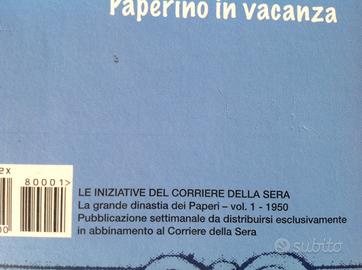 Paperino in vacanza
80001>
LE INIZIATIVE DEL CORRIERE DELLA SERA
La grande dinastia dei Paperi – vol. 1 - 1950
Pubblicazione settimanale da distribuirsi esclusivamente
in abbinamento al Corriere della Sera
subito